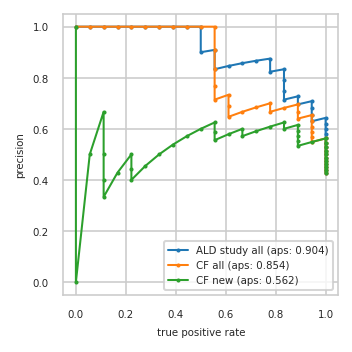 1.0
0.8
0.6
0.4
0.2
0.0
precision
0.0 0.2 0.4 0.6 0.8 1.0
true positive rate
ALD study all (aps: 0.904)
CF all (aps: 0.854)
CF new (aps: 0.562)